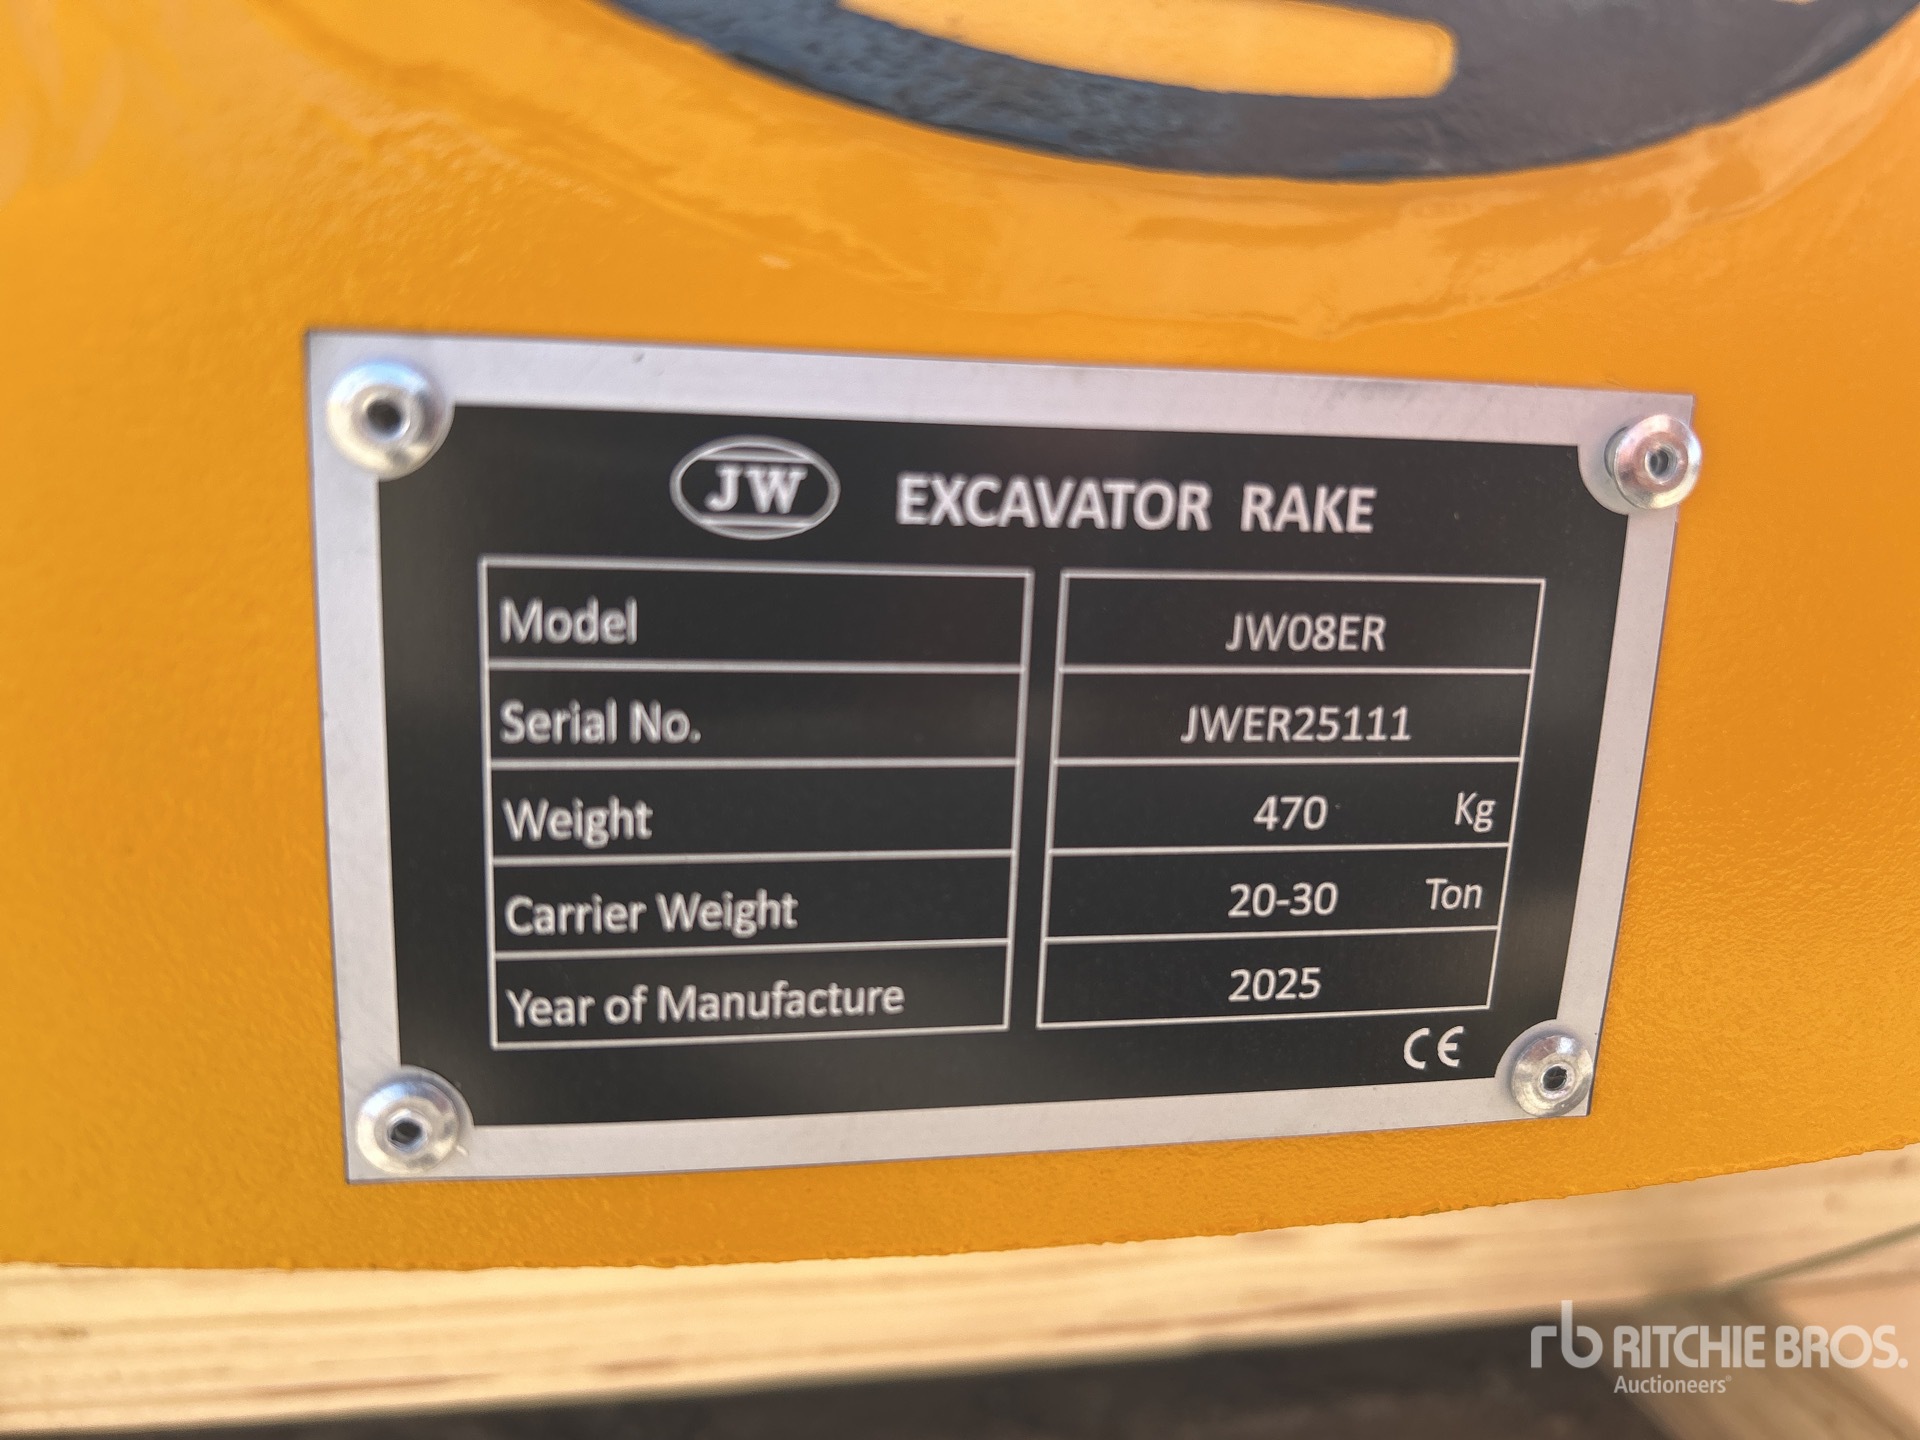 JW EXCAVATOR RAKE
Model JW08ER
Serial No. JWER25111
Weight 470 Kg
Carrier Weight 20-30 Ton
Year of Manufacture 2025
CE
rb RITCHIE BROS.
Auctioneers